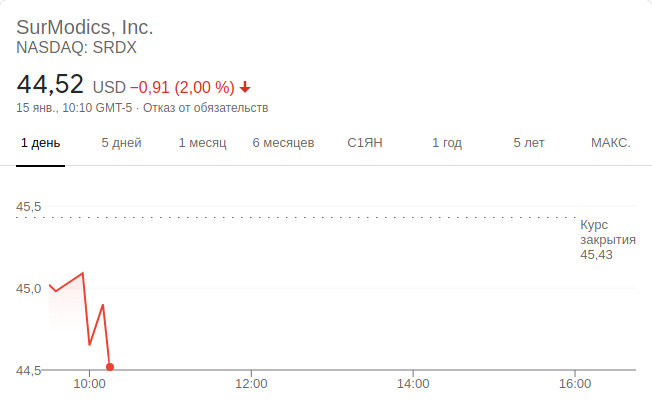 SurModics, Inc.
NASDAQ: SRDX
44,52 USD −0,91 (2,00 %)
15 янв., 10:10 GMT-5 · Отказ от обязательств
1 день 5 дней 1 месяц 6 месяцев С1ЯН 1 год 5 лет МАКС.
45,5
Курс
закрытия
45,43
45,0
44,5
10:00 12:00 14:00 16:00